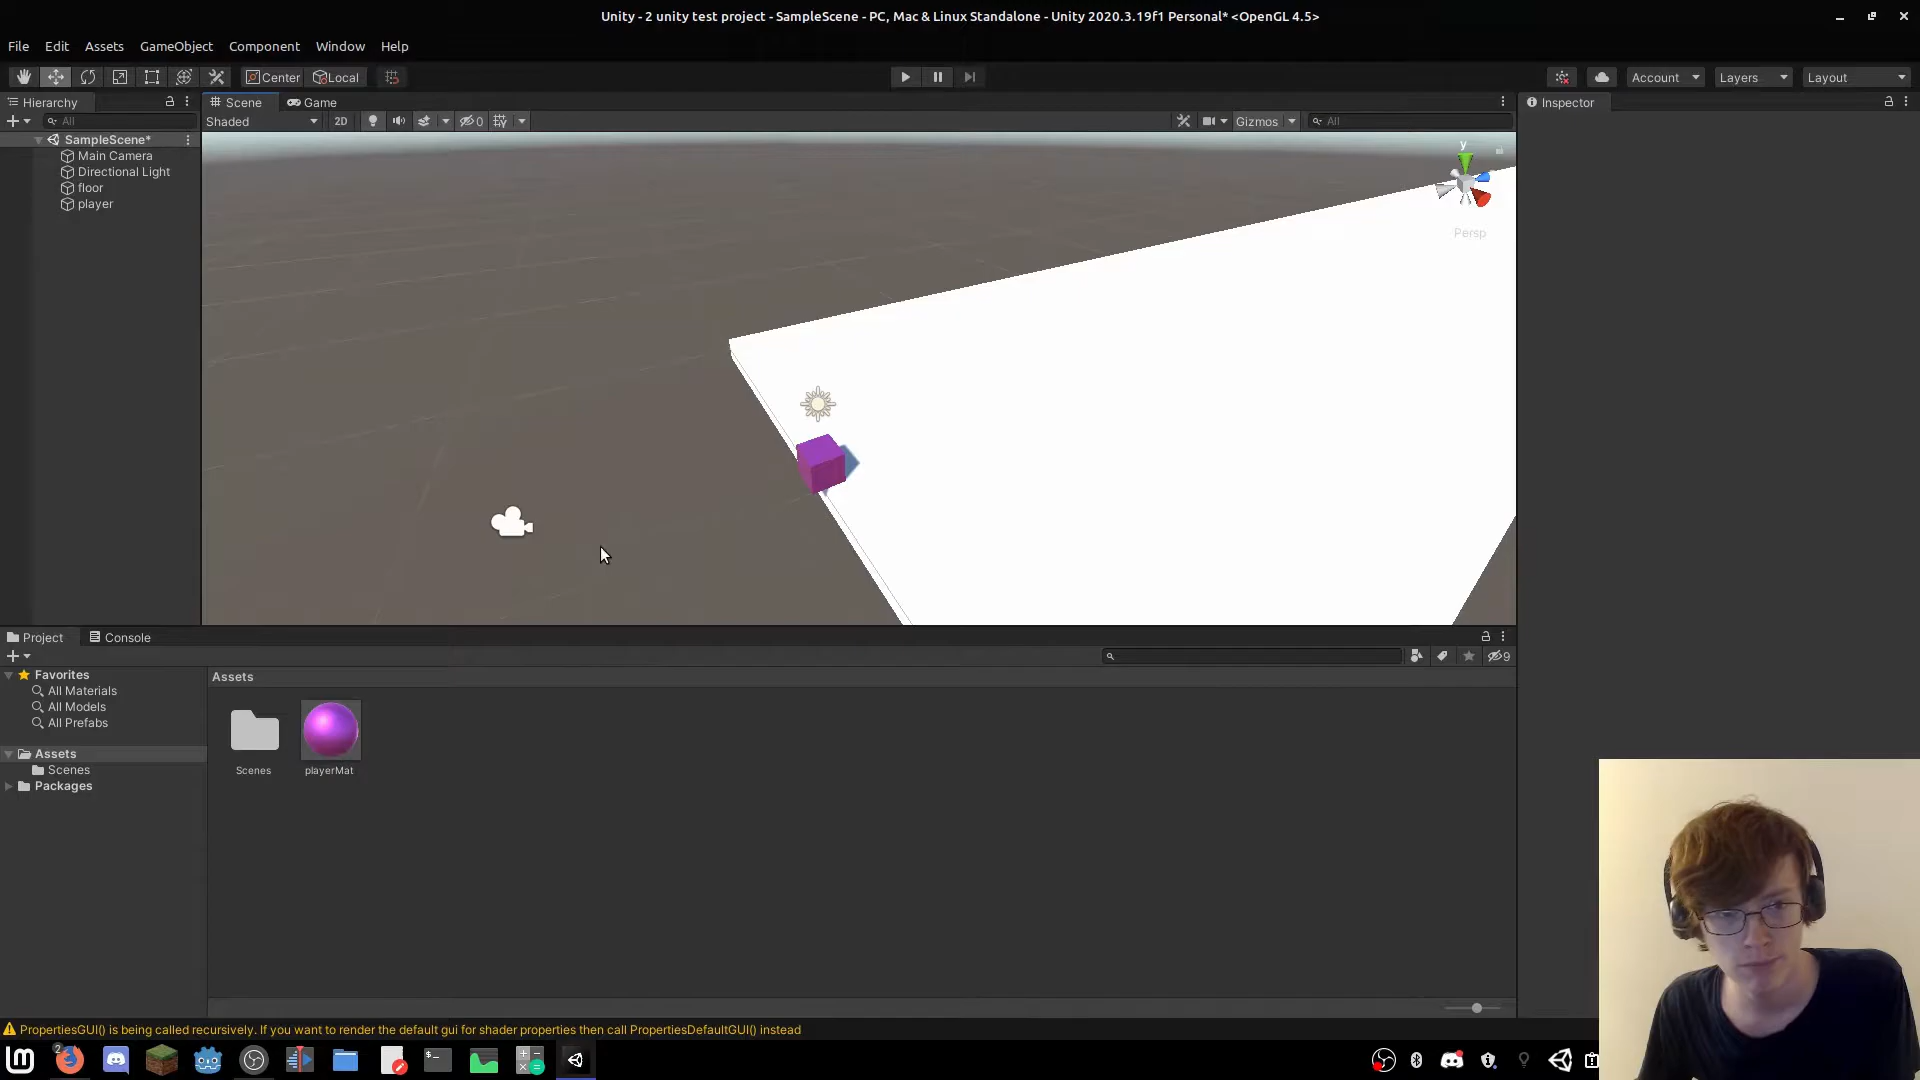 Unity - 2 unity test project - SampleScene - PC, Mac & Linux Standalone - Unity 2020.3.19f1 Personal* <OpenGL 4.5>
File Edit Assets GameObject Component Window Help
Center Local Account Layers Layout
Hierarchy Scene Game Inspector
All Shaded 2D 0 Gizmos All
SampleScene*
Main Camera
Directional Light
floor
player
y
Persp
Project Console
9
Favorites
All Materials
All Models
All Prefabs
Assets
Scenes
Packages
Assets
Scenes playerMat
PropertiesGUI() is being called recursively. If you want to render the default gui for shader properties then call PropertiesDefaultGUI() instead
2